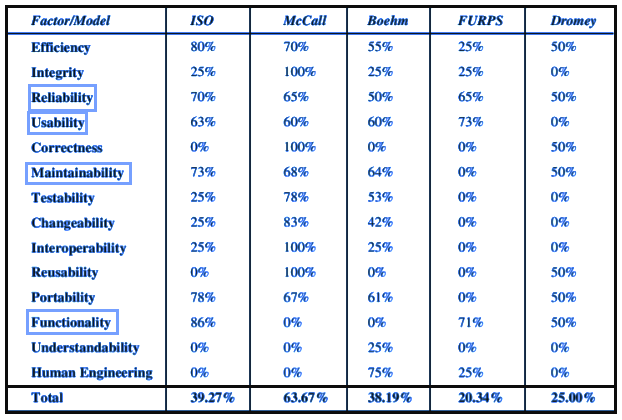 Factor/Model ISO McCall Boehm FURPS Dromey
Efficiency 80% 70% 55% 25% 50%
Integrity 25% 100% 25% 25% 0%
Reliability 70% 65% 50% 65% 50%
Usability 63% 60% 60% 73% 0%
Correctness 0% 100% 0% 0% 50%
Maintainability 73% 68% 64% 0% 50%
Testability 25% 78% 53% 0% 0%
Changeability 25% 83% 42% 0% 0%
Interoperability 25% 100% 25% 0% 0%
Reusability 0% 100% 0% 0% 50%
Portability 78% 67% 61% 0% 50%
Functionality 86% 0% 0% 71% 50%
Understandability 0% 0% 25% 0% 0%
Human Engineering 0% 0% 75% 25% 0%
Total 39.27% 63.67% 38.19% 20.34% 25.00%